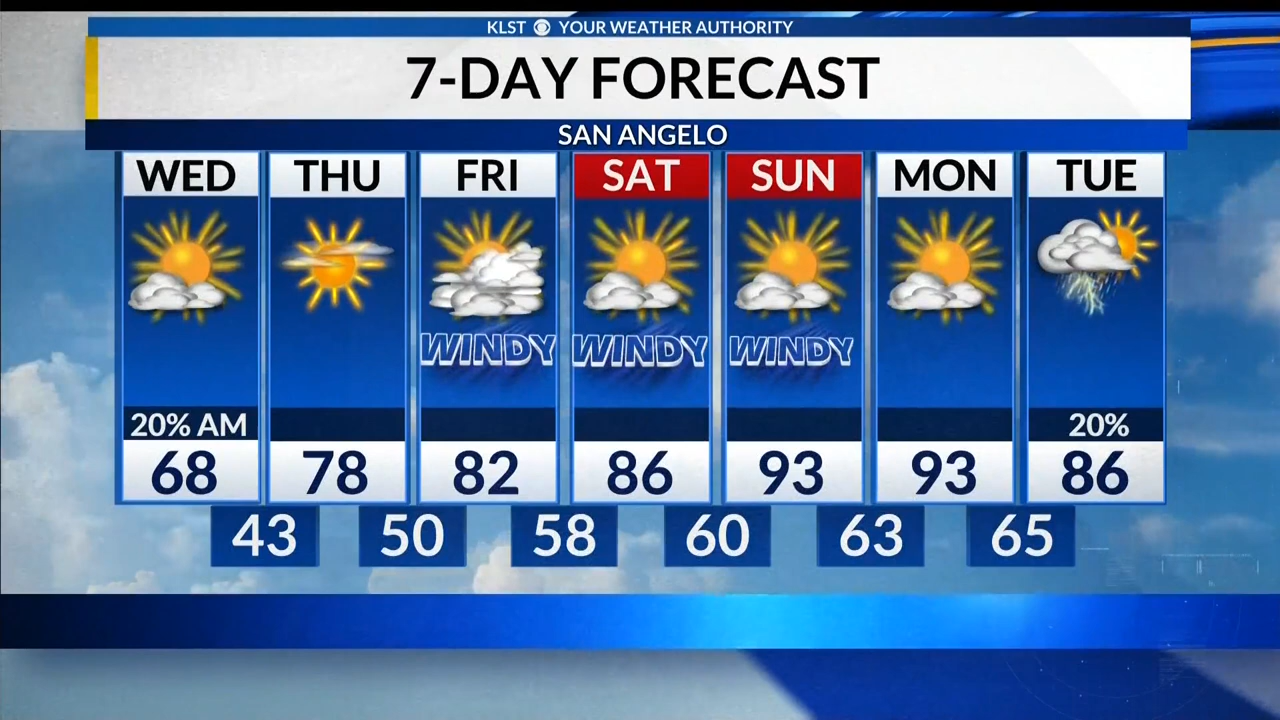 KLST YOUR WEATHER AUTHORITY
7-DAY FORECAST
SAN ANGELO
WED THU FRI SAT SUN MON TUE
WINDY WINDY WINDY
20% AM 20%
68 78 82 86 93 93 86
43 50 58 60 63 65